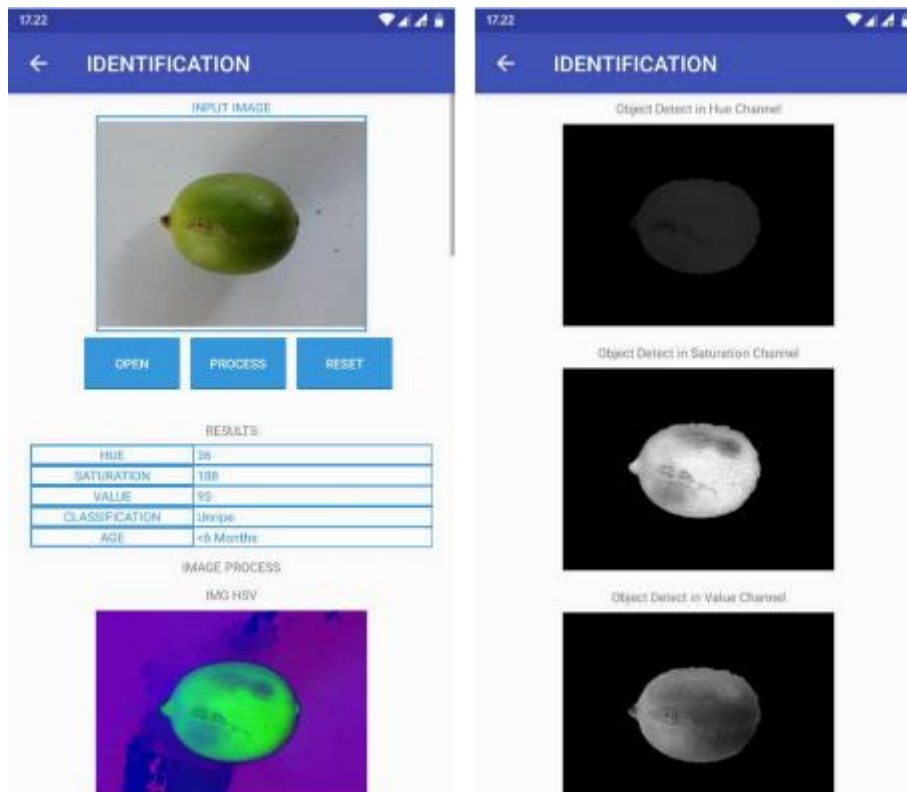 17.22
IDENTIFICATION
INPUT IMAGE
OPEN PROCESS RESET
RESULTS
HUE 36
SATURATION 188
VALUE 95
CLASSIFICATION Unripe
AGE <6 Months
IMAGE PROCESS
IMG HSV
17.22
IDENTIFICATION
Object Detect in Hue Channel
Object Detect in Saturation Channel
Object Detect in Value Channel